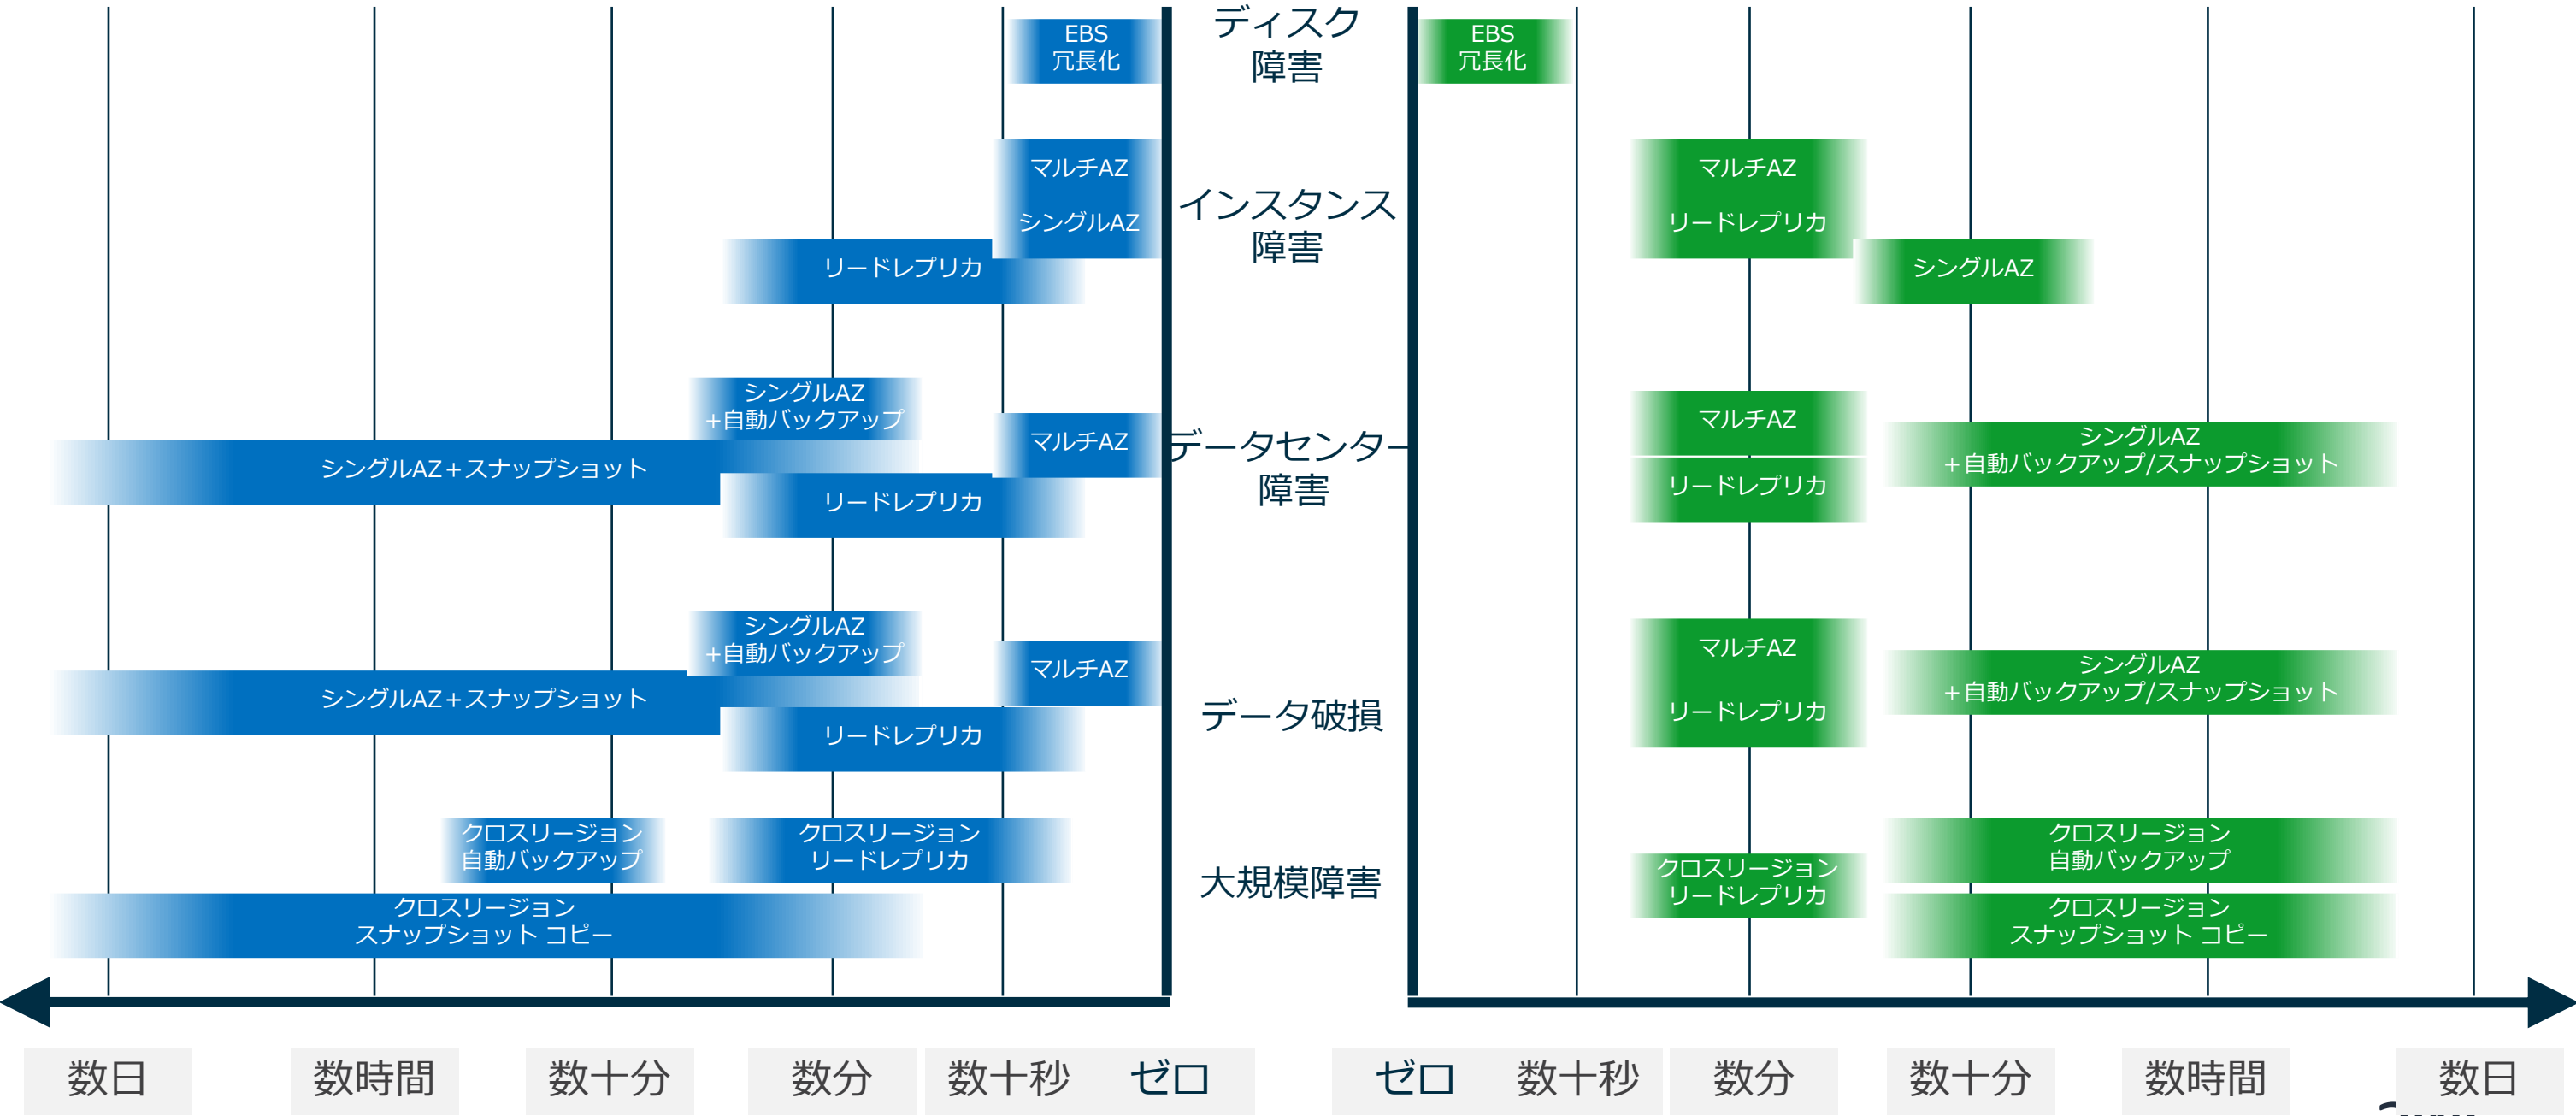 EBS
冗長化
ディスク
障害
EBS
冗長化
マルチAZ
シングルAZ
リードレプリカ
インスタンス
障害
マルチAZ
リードレプリカ
シングルAZ
シングルAZ
+自動バックアップ
マルチAZ
シングルAZ+スナップショット
リードレプリカ
データセンター
障害
マルチAZ
リードレプリカ
シングルAZ
+自動バックアップ/スナップショット
シングルAZ
+自動バックアップ
マルチAZ
シングルAZ+スナップショット
リードレプリカ
データ破損
マルチAZ
リードレプリカ
シングルAZ
+自動バックアップ/スナップショット
クロスリージョン
自動バックアップ
クロスリージョン
リードレプリカ
クロスリージョン
スナップショット コピー
大規模障害
クロスリージョン
リードレプリカ
クロスリージョン
自動バックアップ
クロスリージョン
スナップショット コピー
数日 数時間 数十分 数分 数十秒 ゼロ ゼロ 数十秒 数分 数十分 数時間 数日